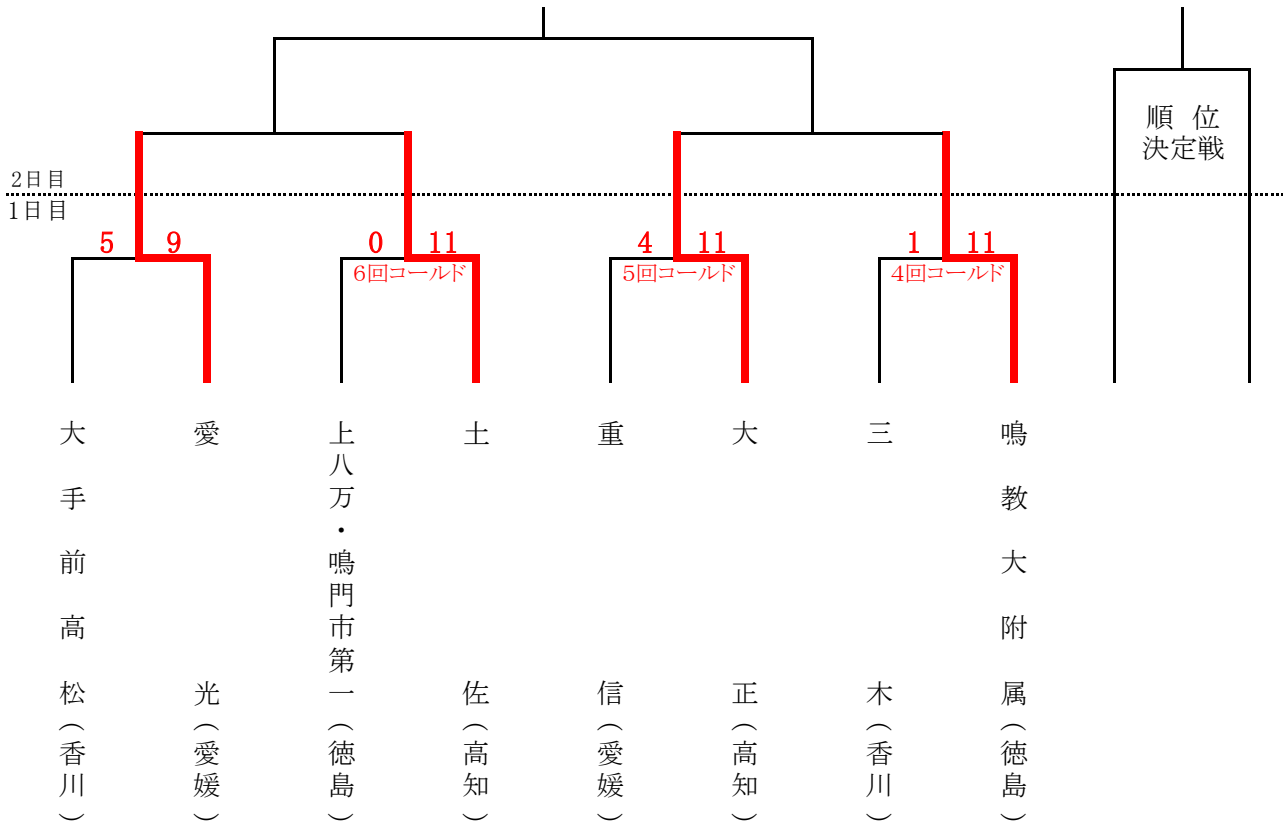 順位
決定戦
2日目
1日目
5 9
0 11
6回コールド
4 11
5回コールド
1 11
4回コールド
大手前高松(香川)
愛光(愛媛)
上八万・鳴門市第一(徳島)
土佐(高知)
重信(愛媛)
大正(高知)
三木(香川)
鳴教大附属(徳島)